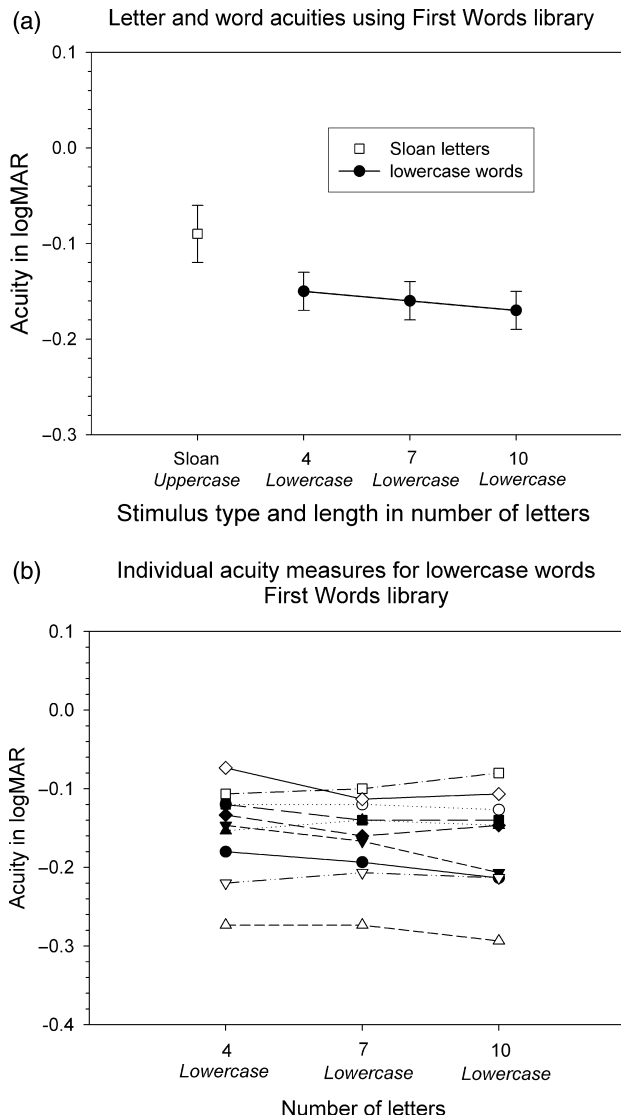 (a)
Letter and word acuities using First Words library
0.1
0.0
−0.1
−0.2
−0.3
Acuity in logMAR
Sloan letters
lowercase words
Sloan 4 7 10
Uppercase Lowercase Lowercase Lowercase
Stimulus type and length in number of letters
(b)
Individual acuity measures for lowercase words
First Words library
0.1
0.0
−0.1
−0.2
−0.3
−0.4
Acuity in logMAR
4 7 10
Lowercase Lowercase Lowercase
Number of letters